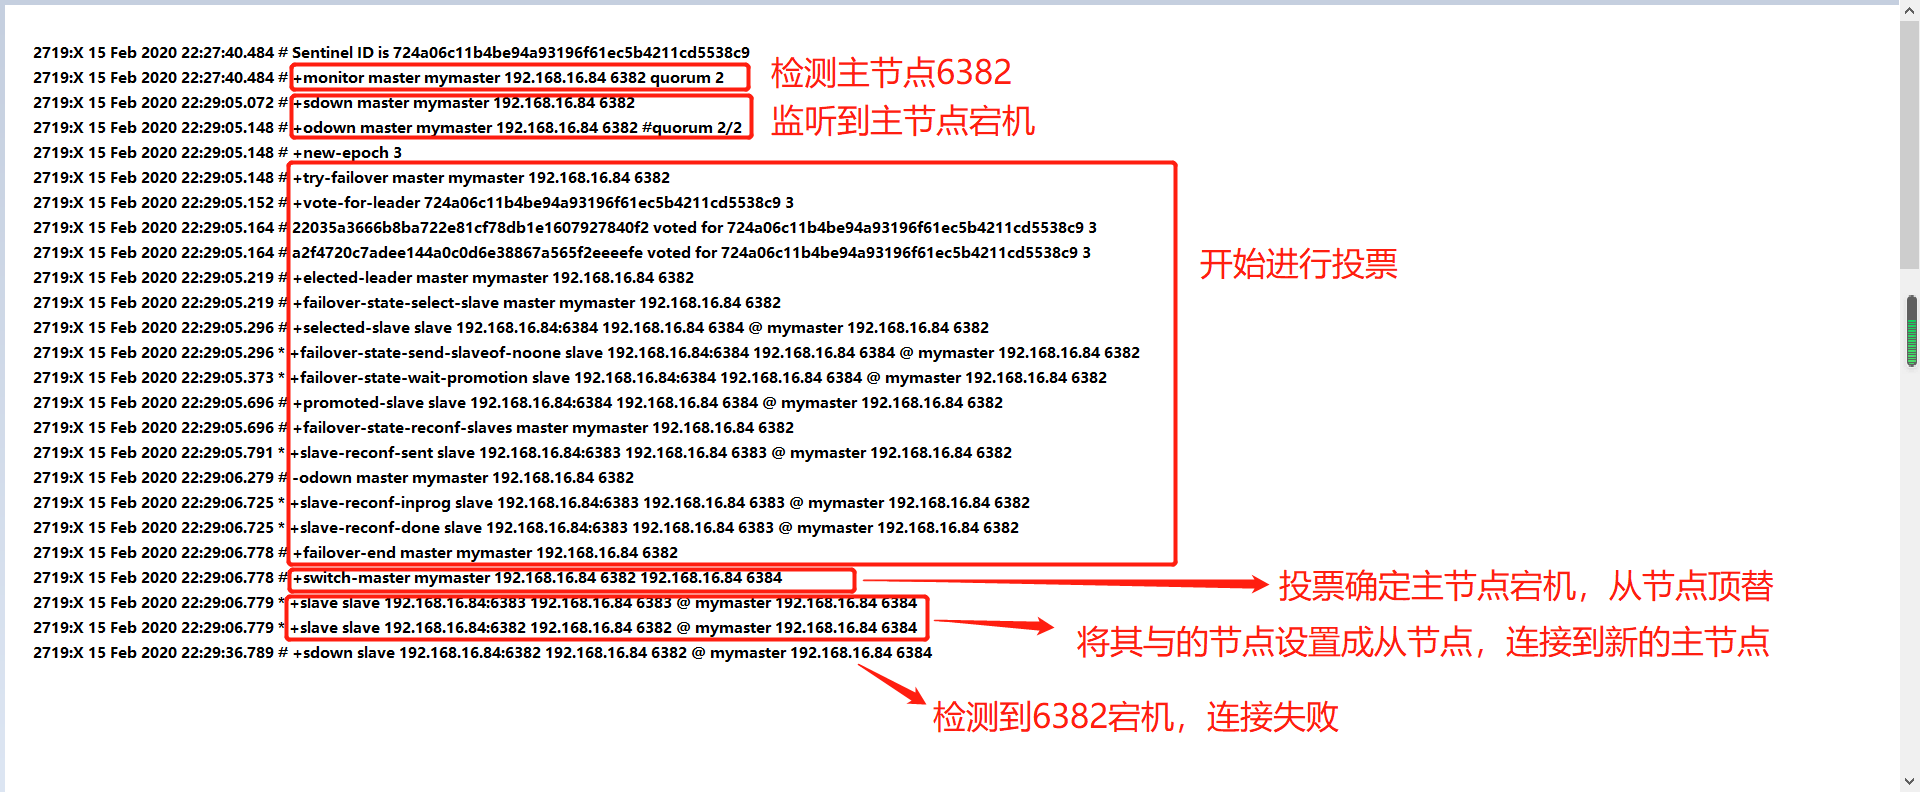 2719:X 15 Feb 2020 22:27:40.484 # Sentinel ID is 724a06c11b4be94a93196f61ec5b4211cd5538c9
2719:X 15 Feb 2020 22:27:40.484 # +monitor master mymaster 192.168.16.84 6382 quorum 2
检测主节点6382
2719:X 15 Feb 2020 22:29:05.072 # +sdown master mymaster 192.168.16.84 6382
2719:X 15 Feb 2020 22:29:05.148 # +odown master mymaster 192.168.16.84 6382 #quorum 2/2
监听到主节点宕机
2719:X 15 Feb 2020 22:29:05.148 # +new-epoch 3
2719:X 15 Feb 2020 22:29:05.148 # +try-failover master mymaster 192.168.16.84 6382
2719:X 15 Feb 2020 22:29:05.152 # +vote-for-leader 724a06c11b4be94a93196f61ec5b4211cd5538c9 3
2719:X 15 Feb 2020 22:29:05.164 # 22035a3666b8ba722e81cf78db1e1607927840f2 voted for 724a06c11b4be94a93196f61ec5b4211cd5538c9 3
2719:X 15 Feb 2020 22:29:05.164 # a2f4720c7adee144a0c0d6e38867a565f2eeeefe voted for 724a06c11b4be94a93196f61ec5b4211cd5538c9 3
开始进行投票
2719:X 15 Feb 2020 22:29:05.219 # +elected-leader master mymaster 192.168.16.84 6382
2719:X 15 Feb 2020 22:29:05.219 # +failover-state-select-slave master mymaster 192.168.16.84 6382
2719:X 15 Feb 2020 22:29:05.296 # +selected-slave slave 192.168.16.84:6384 192.168.16.84 6384 @ mymaster 192.168.16.84 6382
2719:X 15 Feb 2020 22:29:05.296 * +failover-state-send-slaveof-noone slave 192.168.16.84:6384 192.168.16.84 6384 @ mymaster 192.168.16.84 6382
2719:X 15 Feb 2020 22:29:05.373 * +failover-state-wait-promotion slave 192.168.16.84:6384 192.168.16.84 6384 @ mymaster 192.168.16.84 6382
2719:X 15 Feb 2020 22:29:05.696 # +promoted-slave slave 192.168.16.84:6384 192.168.16.84 6384 @ mymaster 192.168.16.84 6382
2719:X 15 Feb 2020 22:29:05.696 # +failover-state-reconf-slaves master mymaster 192.168.16.84 6382
2719:X 15 Feb 2020 22:29:05.791 * +slave-reconf-sent slave 192.168.16.84:6383 192.168.16.84 6383 @ mymaster 192.168.16.84 6382
2719:X 15 Feb 2020 22:29:06.279 # -odown master mymaster 192.168.16.84 6382
2719:X 15 Feb 2020 22:29:06.725 * +slave-reconf-inprog slave 192.168.16.84:6383 192.168.16.84 6383 @ mymaster 192.168.16.84 6382
2719:X 15 Feb 2020 22:29:06.725 * +slave-reconf-done slave 192.168.16.84:6383 192.168.16.84 6383 @ mymaster 192.168.16.84 6382
2719:X 15 Feb 2020 22:29:06.778 # +failover-end master mymaster 192.168.16.84 6382
2719:X 15 Feb 2020 22:29:06.778 # +switch-master mymaster 192.168.16.84 6382 192.168.16.84 6384
投票确定主节点宕机，从节点顶替
2719:X 15 Feb 2020 22:29:06.779 * +slave slave 192.168.16.84:6383 192.168.16.84 6383 @ mymaster 192.168.16.84 6384
2719:X 15 Feb 2020 22:29:06.779 * +slave slave 192.168.16.84:6382 192.168.16.84 6382 @ mymaster 192.168.16.84 6384
将其与的节点设置成从节点，连接到新的主节点
2719:X 15 Feb 2020 22:29:36.789 # +sdown slave 192.168.16.84:6382 192.168.16.84 6382 @ mymaster 192.168.16.84 6384
检测到6382宕机，连接失败